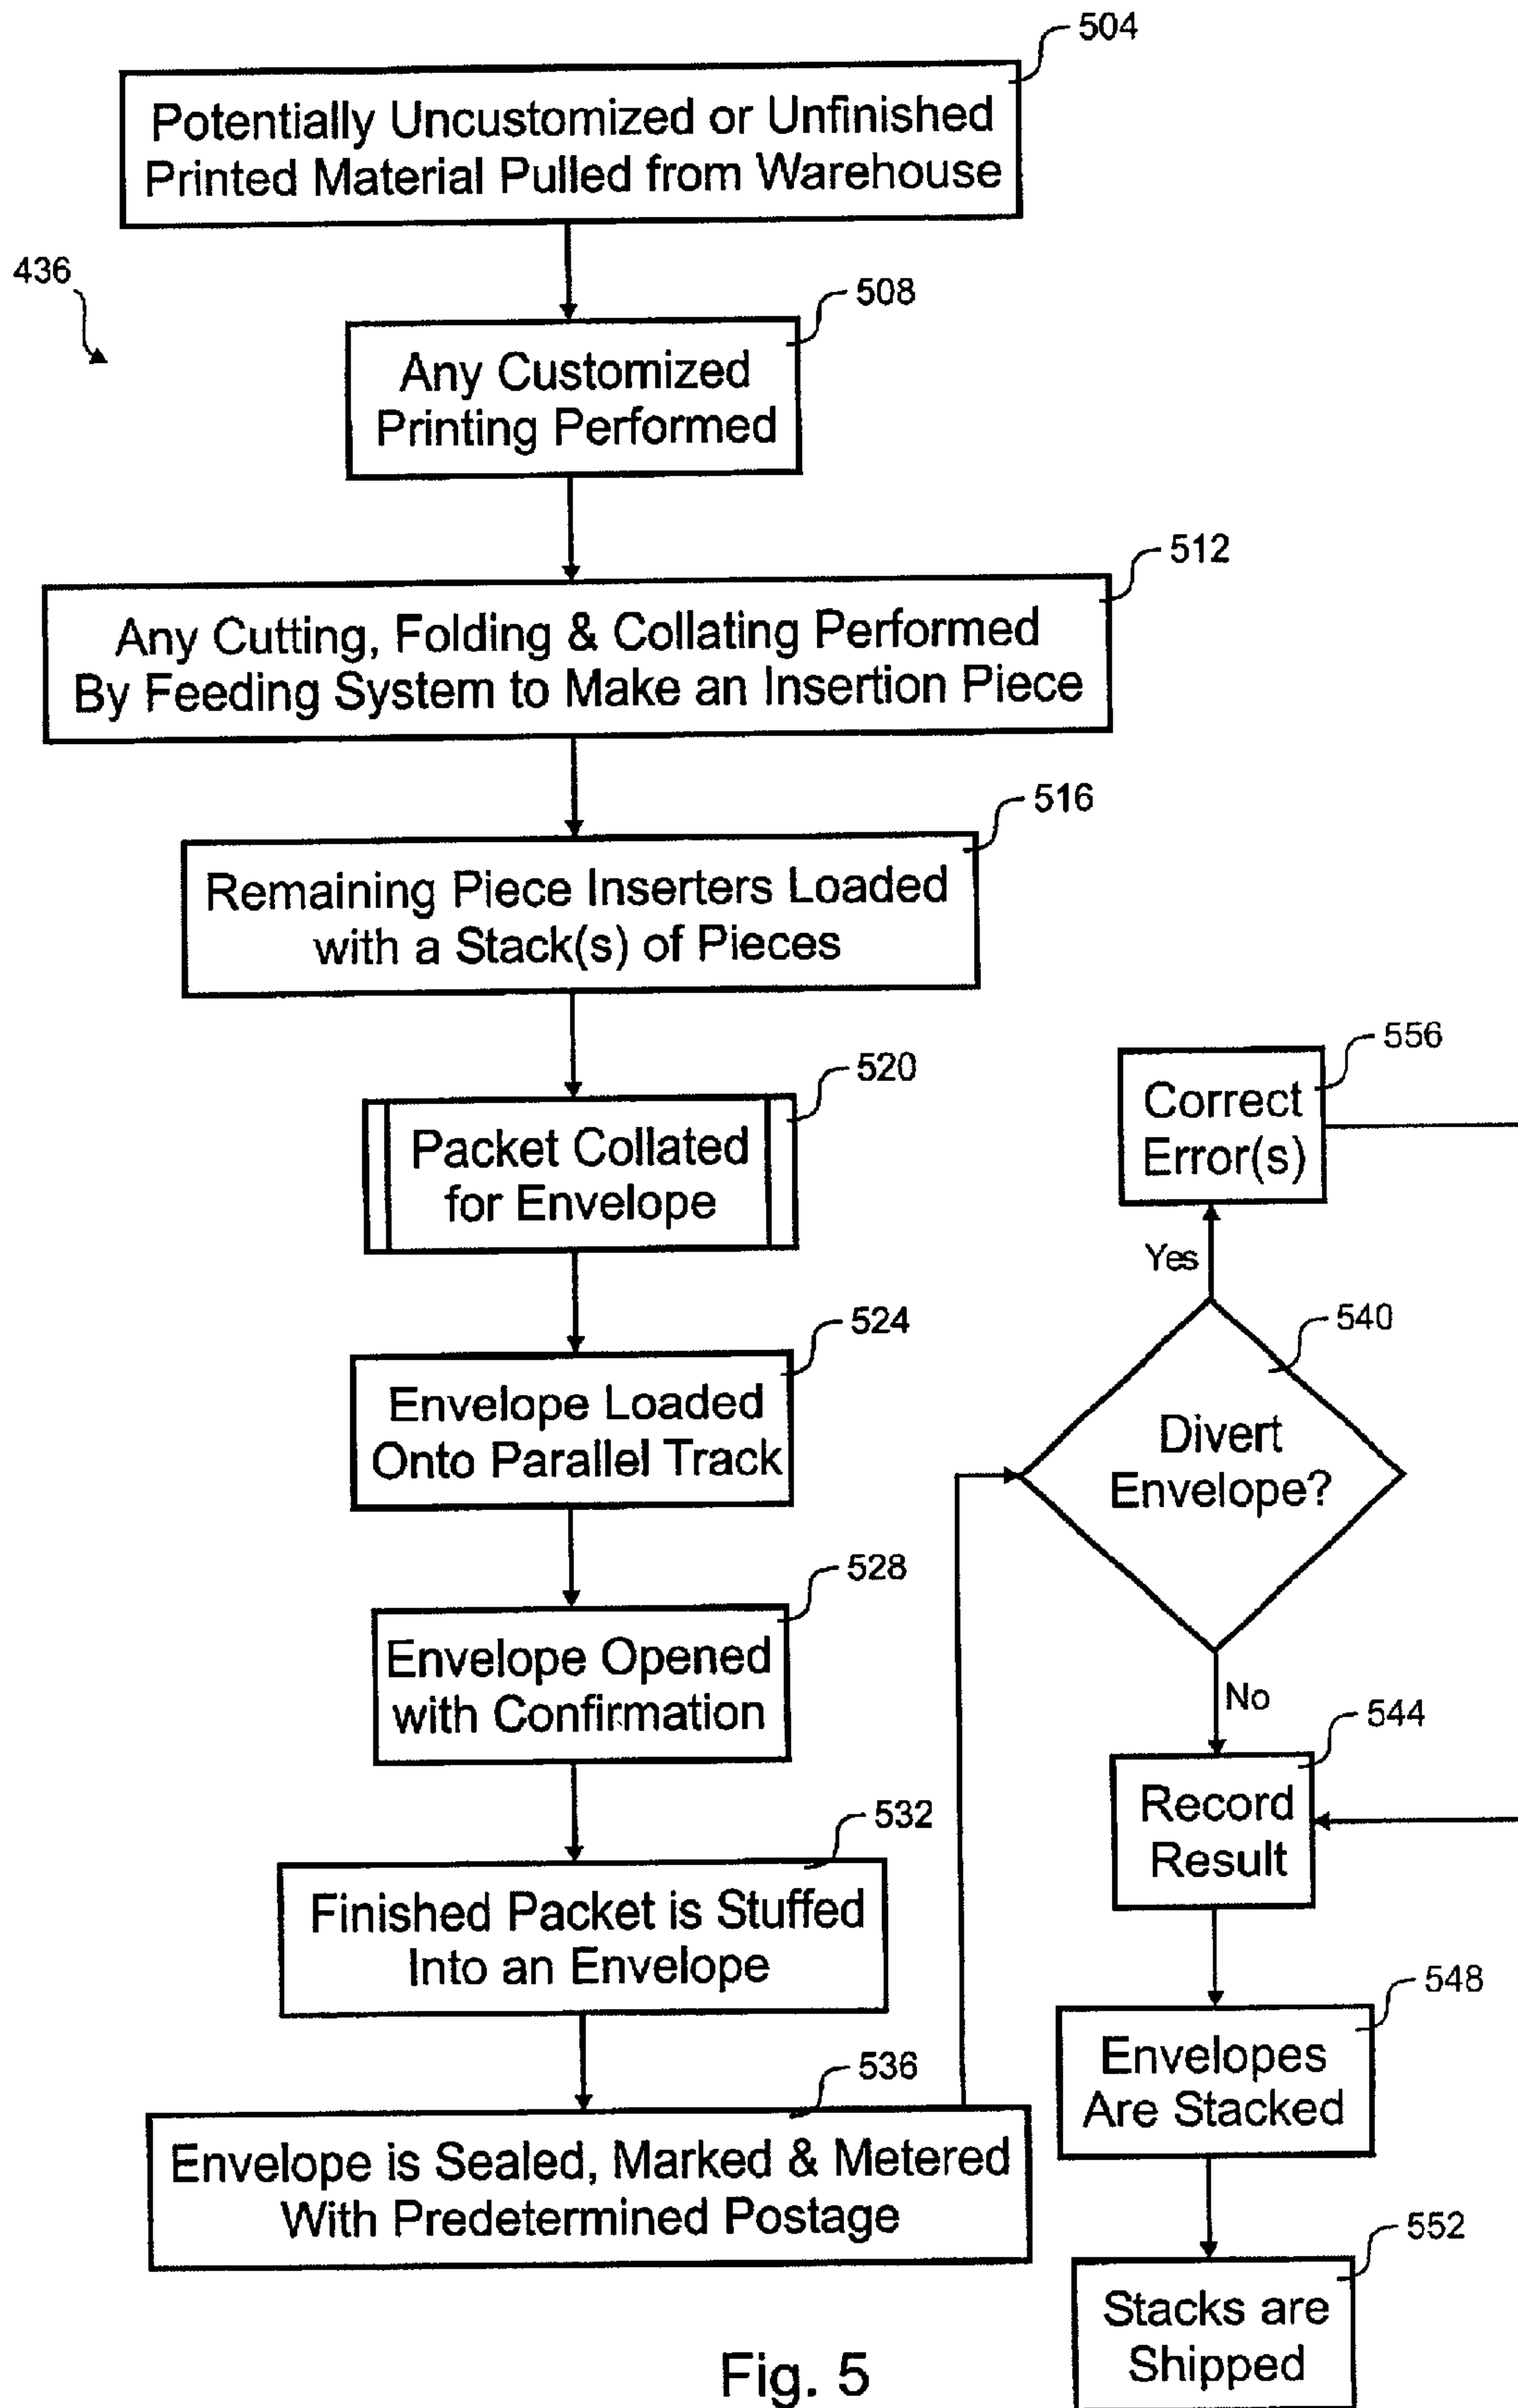 504
Potentially Uncustomized or Unfinished
Printed Material Pulled from Warehouse
436
508
Any Customized
Printing Performed
512
Any Cutting, Folding & Collating Performed
By Feeding System to Make an Insertion Piece
516
Remaining Piece Inserters Loaded
with a Stack(s) of Pieces
520
Packet Collated
for Envelope
524
Envelope Loaded
Onto Parallel Track
528
Envelope Opened
with Confirmation
532
Finished Packet is Stuffed
Into an Envelope
536
Envelope is Sealed, Marked & Metered
With Predetermined Postage
556
Correct
Error(s)
Yes
540
Divert
Envelope?
No
544
Record
Result
548
Envelopes
Are Stacked
552
Stacks are
Shipped
Fig. 5